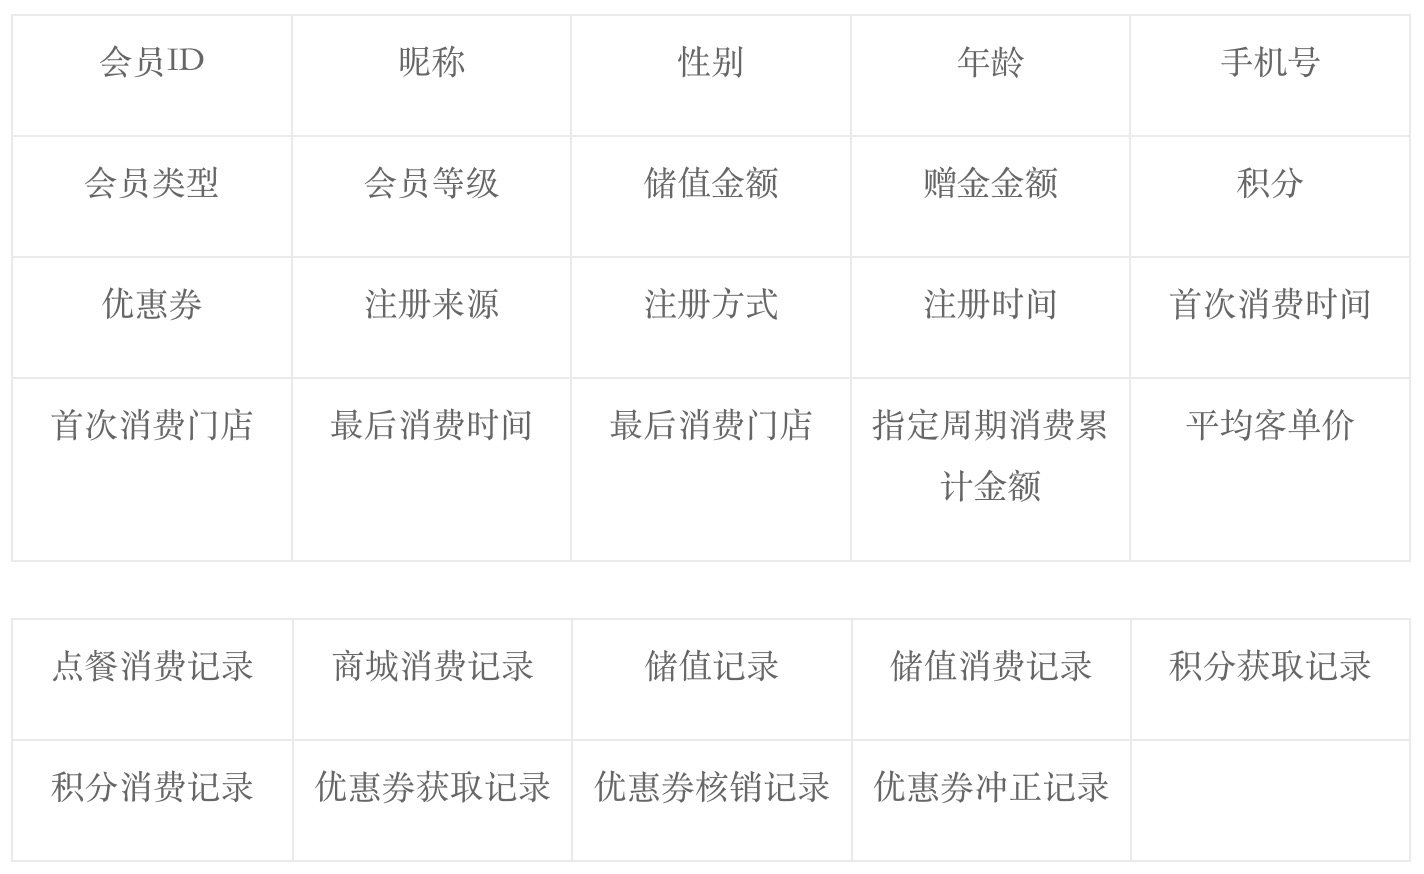 会员ID 昵称 性别 年龄 手机号
会员类型 会员等级 储值金额 赠金金额 积分
优惠券 注册来源 注册方式 注册时间 首次消费时间
首次消费门店 最后消费时间 最后消费门店 指定周期消费累 平均客单价
计金额
点餐消费记录 商城消费记录 储值记录 储值消费记录 积分获取记录
积分消费记录 优惠券获取记录 优惠券核销记录 优惠券冲正记录